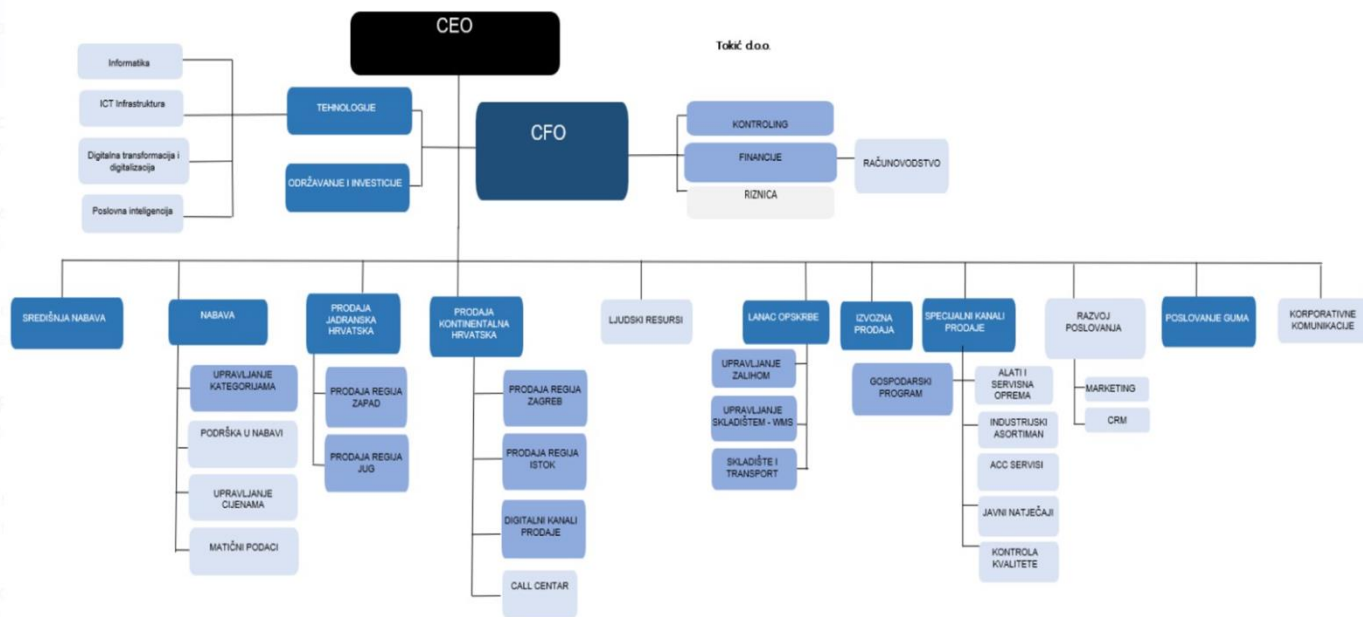 CEO
Tokić d.o.o.
Informatika
ICT Infrastruktura
Digitalna transformacija i
digitalizacija
Poslovna inteligencija
TEHNOLOGIJE
ODRŽAVANJE I INVESTICIJE
CFO
KONTROLING
FINANCIJE
RIZNICA
RAČUNOVODSTVO
SREDIŠNJA NABAVA
NABAVA
UPRAVLJANJE
KATEGORIJAMA
PODRŠKA U NABAVI
UPRAVLJANJE
CIJENAMA
MATIČNI PODACI
PRODAJA
JADRANSKA
HRVATSKA
PRODAJA REGIJA
ZAPAD
PRODAJA REGIJA
JUG
PRODAJA
KONTINENTALNA
HRVATSKA
PRODAJA REGIJA
ZAGREB
PRODAJA REGIJA
ISTOK
DIGITALNI KANALI
PRODAJE
CALL CENTAR
LJUDSKI RESURSI
LANAC OPSKRBE
UPRAVLJANJE
ZALIHOM
UPRAVLJANJE
SKLADIŠTEM - WMS
SKLADIŠTE I
TRANSPORT
IZVOZNA
PRODAJA
SPECIJALNI KANALI
PRODAJE
GOSPODARSKI
PROGRAM
ALATI I
SERVISNA
OPREMA
INDUSTRIJSKI
ASORTIMAN
ACC SERVISI
JAVNI NATJEČAJI
KONTROLA
KVALITETE
RAZVOJ
POSLOVANJA
MARKETING
CRM
POSLOVANJE GUMA
KORPORATIVNE
KOMUNIKACIJE